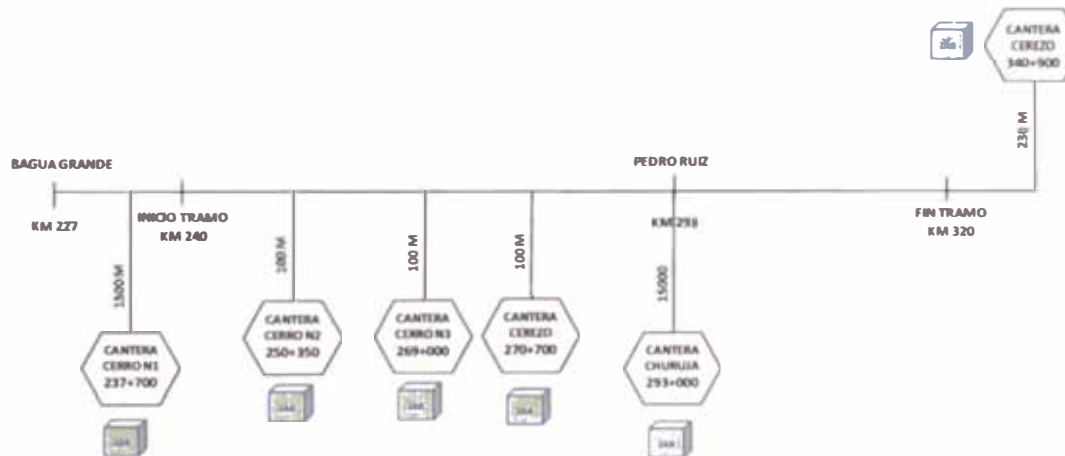 CANTERA
CEREZO
340+900
230 M
BAGUA GRANDE
PEDRO RUIZ
KM 227
INICIO TRAMO
KM 240
KM 293
FIN TRAMO
KM 320
1500 M
100 M
100 M
100 M
15000
CANTERA
CERRO N1
237+700
CANTERA
CERRO N2
250+350
CANTERA
CERRO N3
269+000
CANTERA
CEREZO
270+700
CANTERA
CHURUJA
293+000